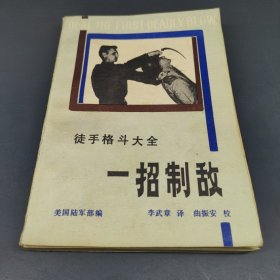 DEAL THE FIRST DEADLY BLOW
徒手格斗大全
一招制敌
美国陆军部编 李武章 译 曲振安 校